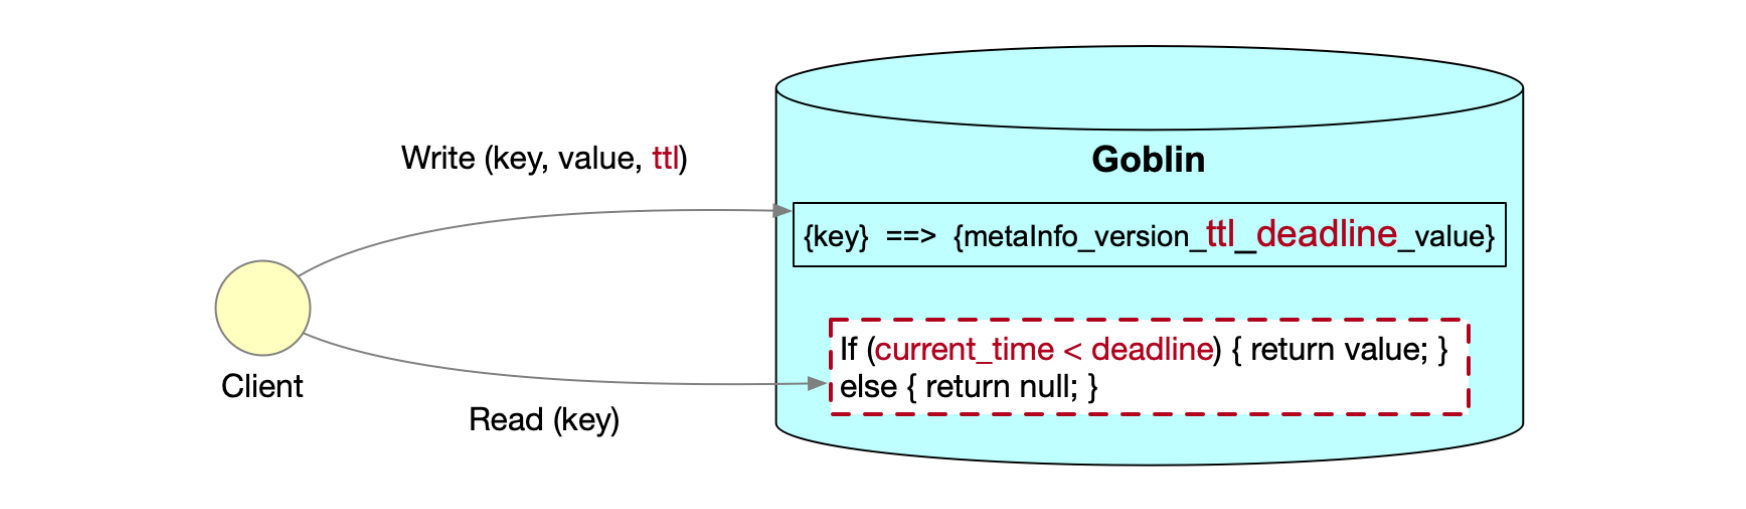 Write (key, value, ttl)
Goblin
{key} ==> {metaInfo_version_ttl_deadline_value}
If (current_time < deadline) { return value; }
else { return null; }
Client
Read (key)